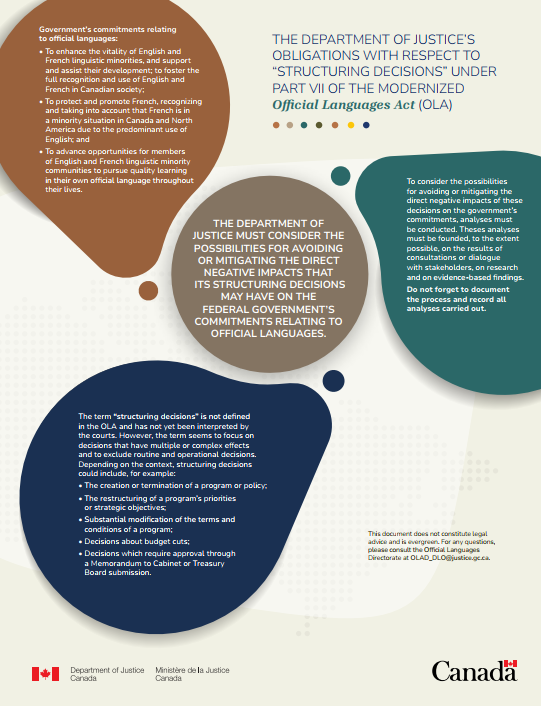 Government's commitments relating
to official languages:
• To enhance the vitality of English and
French linguistic minorities, and support
and assist their development; to foster the
full recognition and use of English and
French in Canadian society;
• To protect and promote French, recognizing
and taking into account that French is in
a minority situation in Canada and North
America due to the predominant use of
English; and
• To advance opportunities for members
of English and French linguistic minority
communities to pursue quality learning
in their own official language throughout
their lives.
THE DEPARTMENT OF JUSTICE'S
OBLIGATIONS WITH RESPECT TO
"STRUCTURING DECISIONS" UNDER
PART VII OF THE MODERNIZED
Official Languages Act (OLA)
THE DEPARTMENT OF
JUSTICE MUST CONSIDER THE
POSSIBILITIES FOR AVOIDING
OR MITIGATING THE DIRECT
NEGATIVE IMPACTS THAT
ITS STRUCTURING DECISIONS
MAY HAVE ON THE
FEDERAL GOVERNMENT'S
COMMITMENTS RELATING TO
OFFICIAL LANGUAGES.
To consider the possibilities
for avoiding or mitigating the
direct negative impacts of these
decisions on the government's
commitments, analyses must
be conducted. Theses analyses
must be founded, to the extent
possible, on the results of
consultations or dialogue
with stakeholders, on research
and on evidence-based findings.
Do not forget to document
the process and record all
analyses carried out.
The term "structuring decisions" is not defined
in the OLA and has not yet been interpreted by
the courts. However, the term seems to focus on
decisions that have multiple or complex effects
and to exclude routine and operational decisions.
Depending on the context, structuring decisions
could include, for example:
• The creation or termination of a program or policy;
• The restructuring of a program's priorities
or strategic objectives;
• Substantial modification of the terms and
conditions of a program;
• Decisions about budget cuts;
• Decisions which require approval through
a Memorandum to Cabinet or Treasury
Board submission.
This document does not constitute legal
advice and is evergreen. For any questions,
please consult the Official Languages
Directorate at OLAD_DLO@justice.gc.ca.
Department of Justice Ministère de la Justice
Canada Canada
Canada